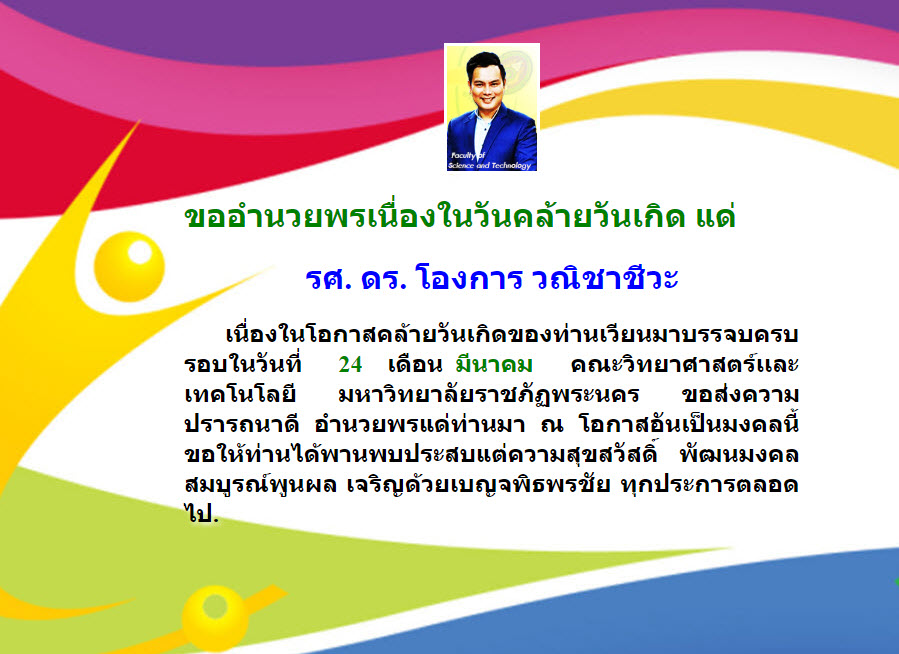 Faculty of
Science and Technology
ขออำนวยพรเนื่องในวันคล้ายวันเกิด แด่
รศ. ดร. โองการ วณิชาชีวะ
เนื่องในโอกาสคล้ายวันเกิดของท่านเวียนมาบรรจบครบ
รอบในวันที่ 24 เดือน มีนาคม คณะวิทยาศาสตร์และ
เทคโนโลยี มหาวิทยาลัยราชภัฏพระนคร ขอส่งความ
ปรารถนาดี อำนวยพรแด่ท่านมา ณ โอกาสอันเป็นมงคลนี้
ขอให้ท่านได้พานพบประสบแต่ความสุขสวัสดิ์ พัฒนมงคล
สมบูรณ์พูนผล เจริญด้วยเบญจพิธพรชัย ทุกประการตลอด
ไป.